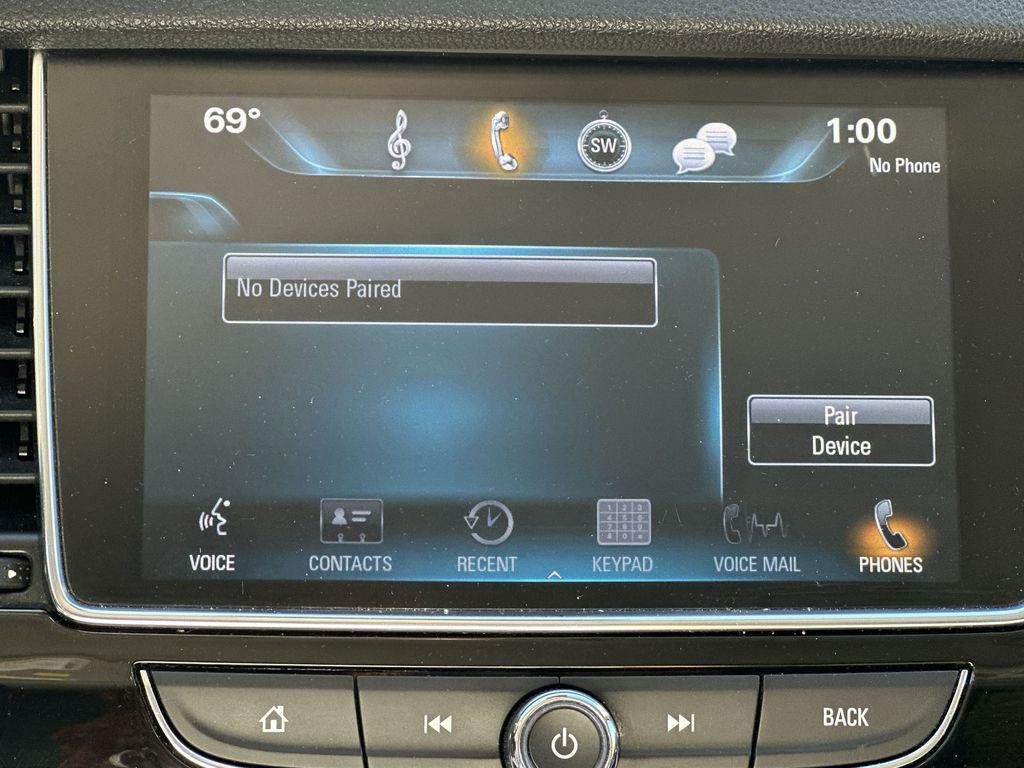 69°
SW
1:00
No Phone
No Devices Paired
Pair
Device
VOICE
CONTACTS
RECENT
KEYPAD
VOICE MAIL
PHONES
BACK